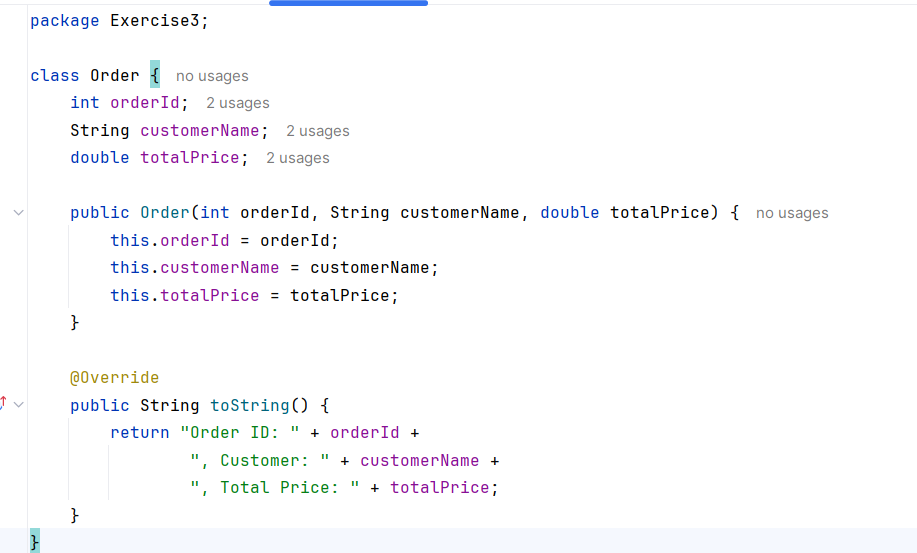 package Exercise3;
class Order {   no usages
    int orderId;   2 usages
    String customerName;   2 usages
    double totalPrice;   2 usages
    public Order(int orderId, String customerName, double totalPrice) {   no usages
        this.orderId = orderId;
        this.customerName = customerName;
        this.totalPrice = totalPrice;
    }
    @Override
    public String toString() {
        return "Order ID: " + orderId +
                ", Customer: " + customerName +
                ", Total Price: " + totalPrice;
    }
}